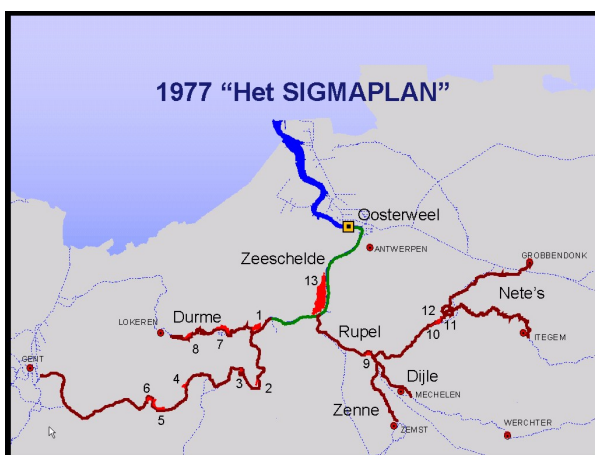 1977 “Het SIGMAPLAN”
Oosterweel
ANTWERPEN
Zeeschelde
GROBBENDONK
13
Nete's
Durme
1
12
11
LOKEREN
8
7
Rupel
10
ITEGEM
GENT
9
6
4
3
2
Dijle
MECHELEN
5
Zenne
ZEMST
WERCHTER